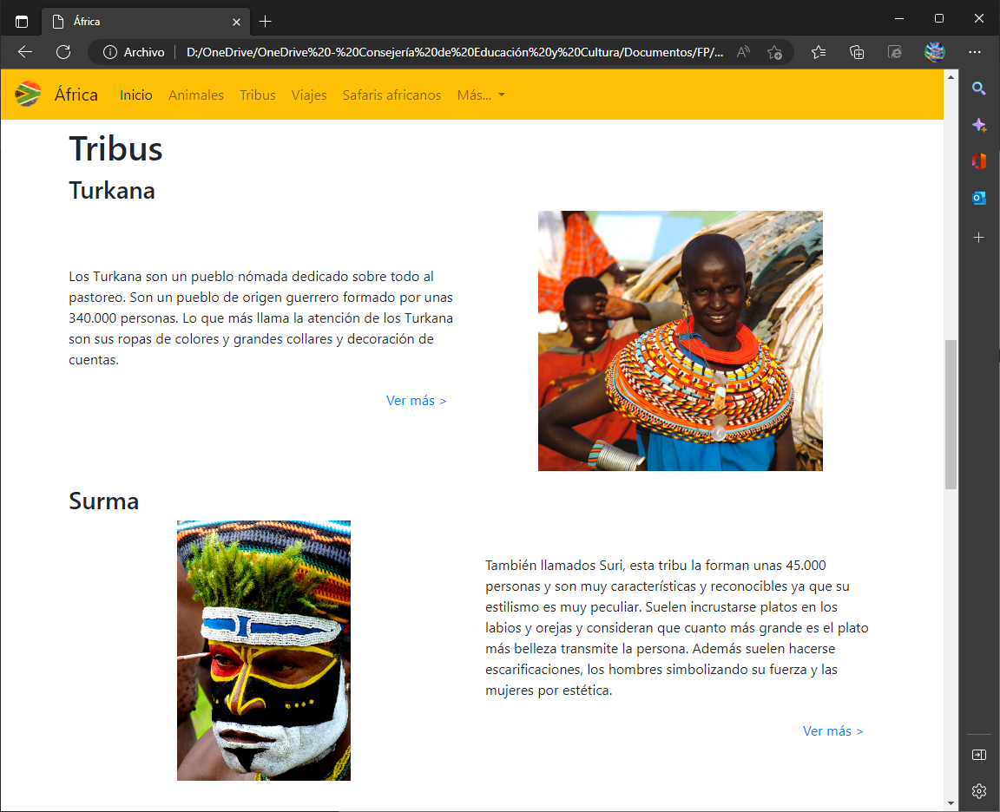 África
Archivo
D:/OneDrive/OneDrive%20-%20Consejería%20de%20Educación%20y%20Cultura/Documentos/FP/...
África Inicio Animales Tribus Viajes Safaris africanos Más...
Tribus
Turkana
Los Turkana son un pueblo nómada dedicado sobre todo al
pastoreo. Son un pueblo de origen guerrero formado por unas
340.000 personas. Lo que más llama la atención de los Turkana
son sus ropas de colores y grandes collares y decoración de
cuentas.
Ver más >
Surma
También llamados Suri, esta tribu la forman unas 45.000
personas y son muy características y reconocibles ya que su
estilismo es muy peculiar. Suelen incrustarse platos en los
labios y orejas y consideran que cuanto más grande es el plato
más belleza transmite la persona. Además suelen hacerse
escarificaciones, los hombres simbolizando su fuerza y las
mujeres por estética.
Ver más >